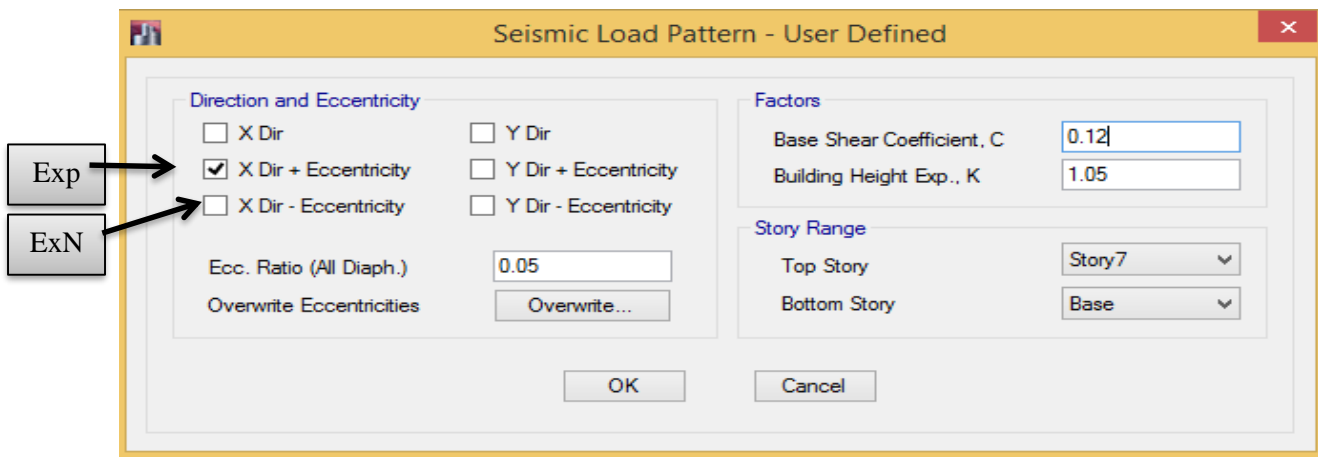 Seismic Load Pattern - User Defined
Direction and Eccentricity
X Dir
Y Dir
X Dir + Eccentricity
Y Dir + Eccentricity
X Dir - Eccentricity
Y Dir - Eccentricity
Ecc. Ratio (All Diaph.)
0.05
Overwrite Eccentricities
Overwrite...
Factors
Base Shear Coefficient, C
0.12
Building Height Exp., K
1.05
Story Range
Top Story
Story7
Bottom Story
Base
OK
Cancel
Exp
ExN